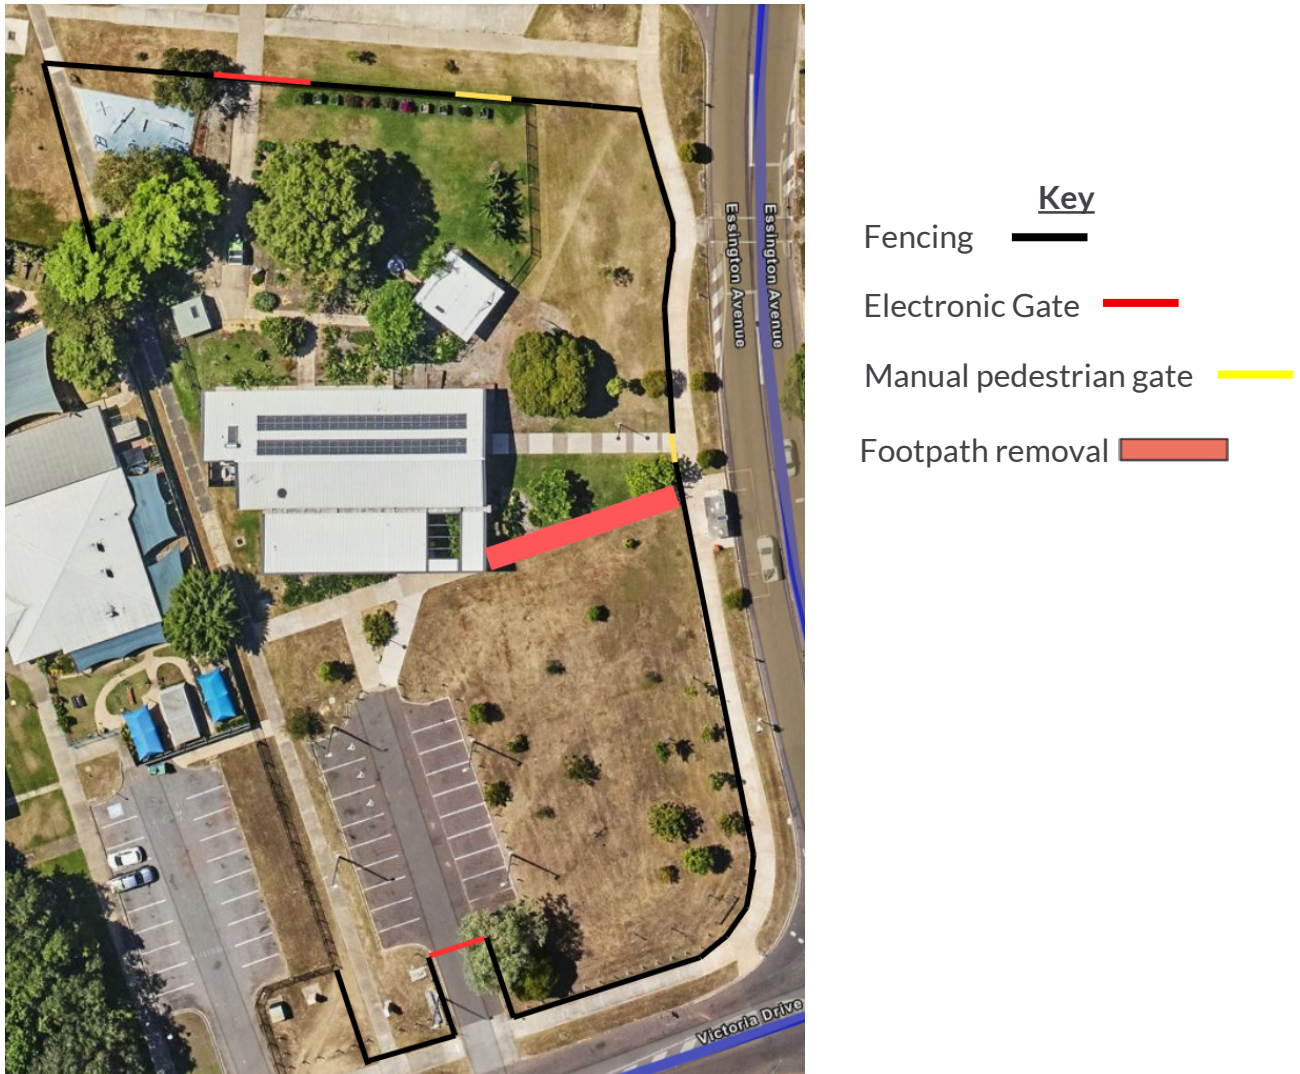 Key
Fencing
Electronic Gate
Manual pedestrian gate
Footpath removal
Essington Avenue
Essington Avenue
Victoria Drive